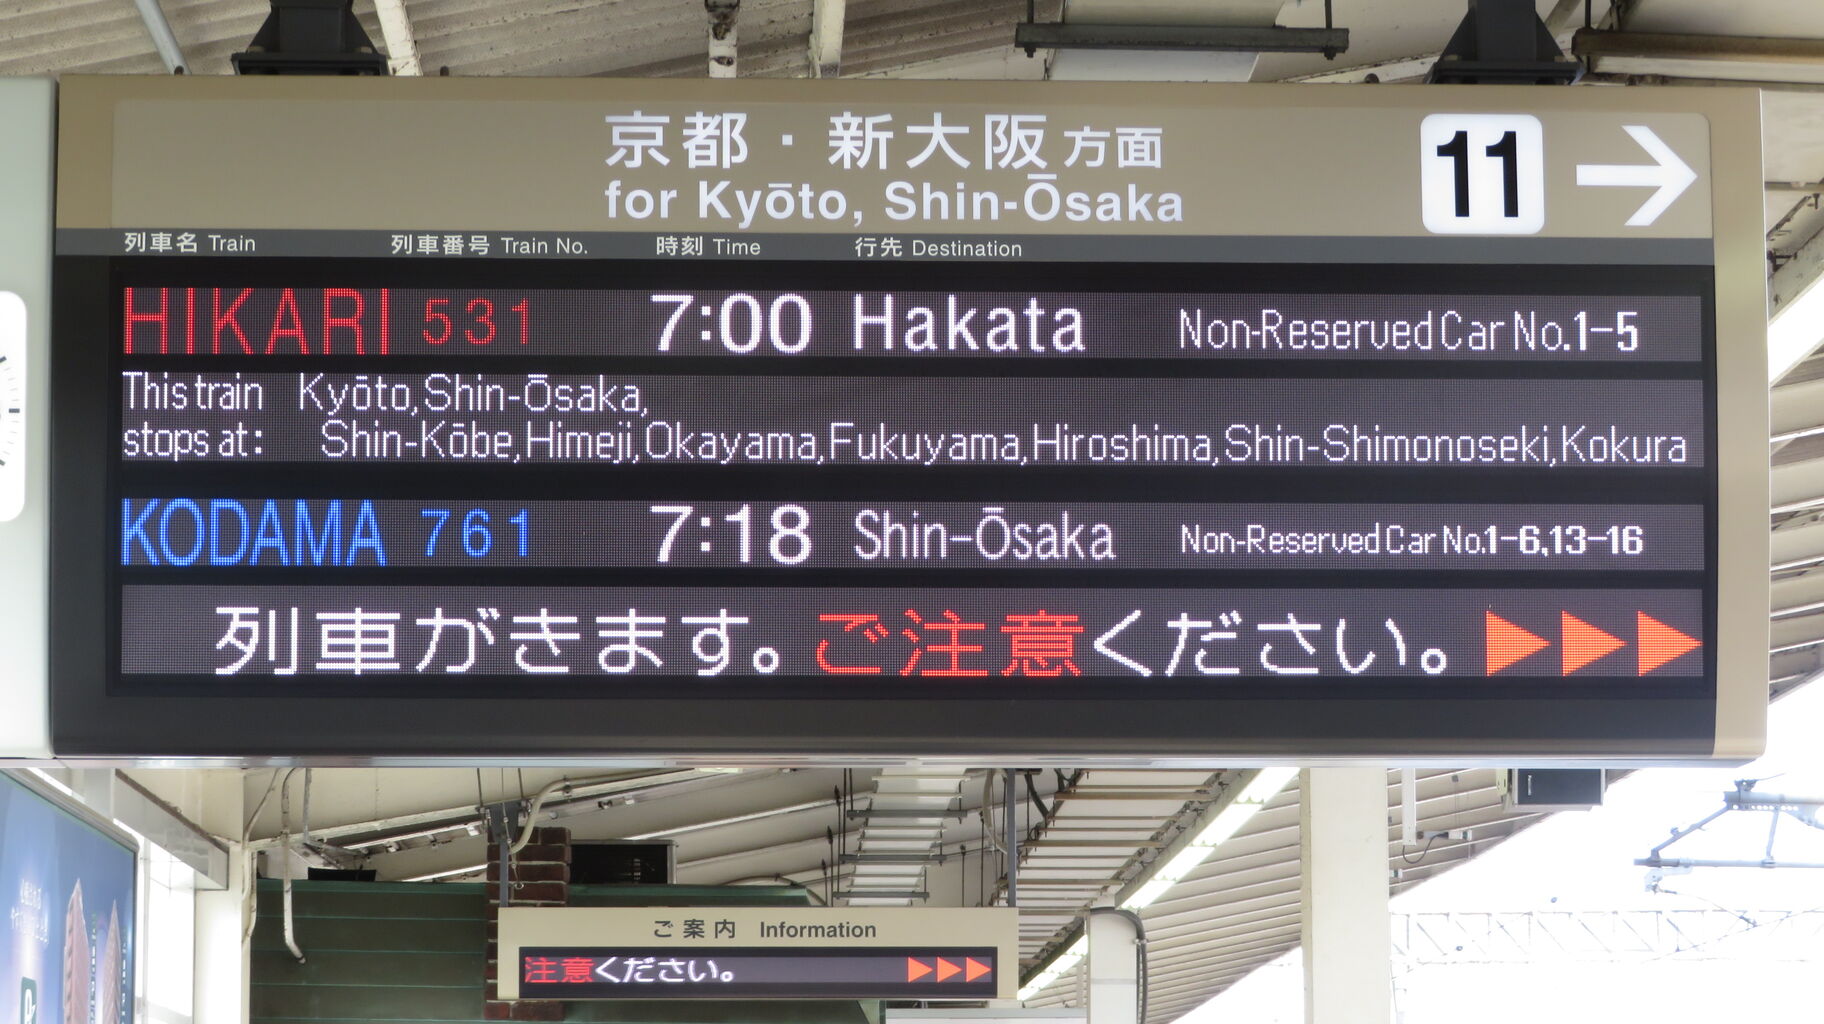 京都・新大阪方面
for Kyōto, Shin-Ōsaka
11
列車名 Train 列車番号 Train No. 時刻 Time 行先 Destination
HIKARI 531 7:00 Hakata Non-Reserved Car No.1-5
This train Kyōto, Shin-Ōsaka,
stops at: Shin-Kōbe, Himeji, Okayama, Fukuyama, Hiroshima, Shin-Shimonoseki, Kokura
KODAMA 761 7:18 Shin-Ōsaka Non-Reserved Car No.1-6,13-16
列車がきます。ご注意ください。
ご案内 Information
注意ください。